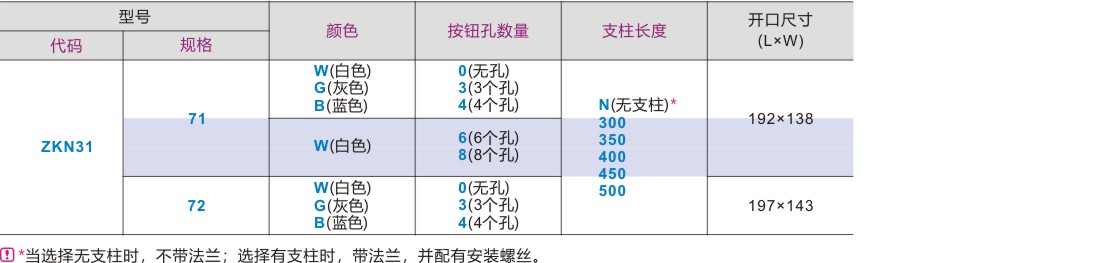 型号
颜色
按钮孔数量
支柱长度
开口尺寸
(L×W)
代码
规格
ZKN31
71
W(白色)
G(灰色)
B(蓝色)
0(无孔)
3(3个孔)
4(4个孔)
W(白色)
6(6个孔)
8(8个孔)
N(无支柱)*
300
350
400
450
500
192×138
72
W(白色)
G(灰色)
B(蓝色)
0(无孔)
3(3个孔)
4(4个孔)
197×143
*当选择无支柱时，不带法兰；选择有支柱时，带法兰，并配有安装螺丝。